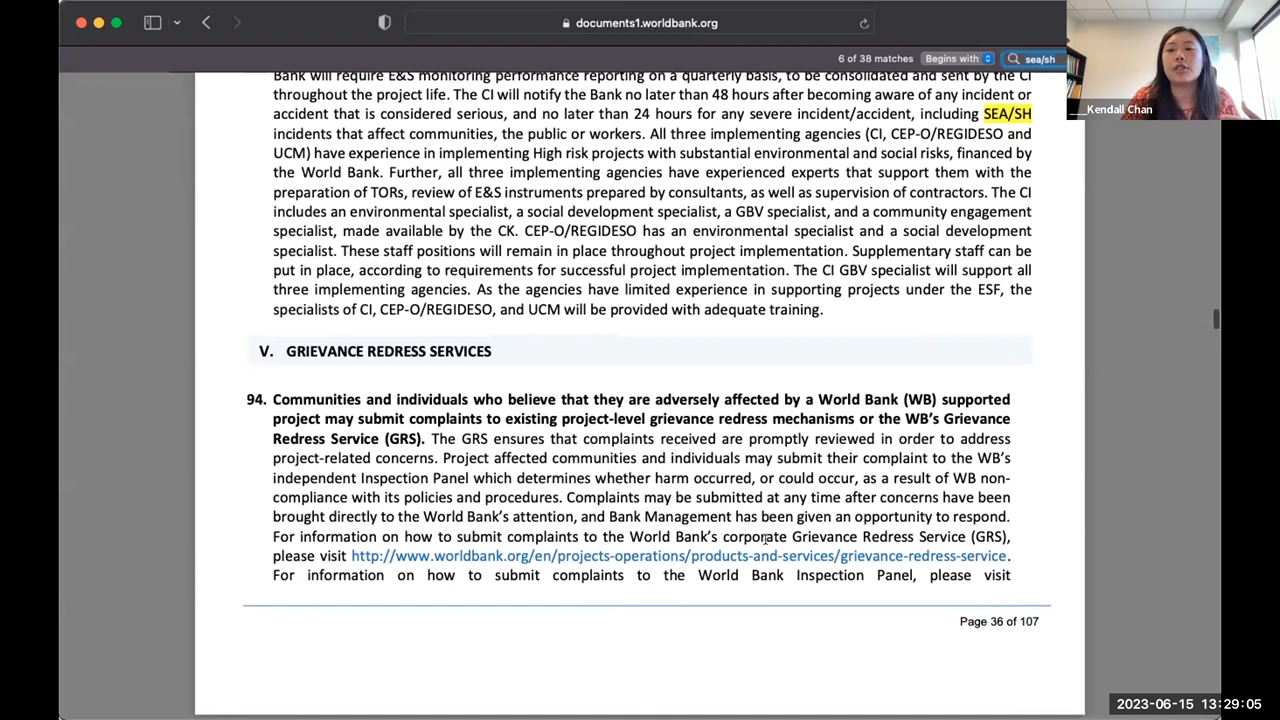 documents1.worldbank.org
6 of 38 matches Begins with sea/sh
___Kendall Chan
Bank will require E&S monitoring performance reporting on a quarterly basis, to be consolidated and sent by the CI
throughout the project life. The CI will notify the Bank no later than 48 hours after becoming aware of any incident or
accident that is considered serious, and no later than 24 hours for any severe incident/accident, including SEA/SH
incidents that affect communities, the public or workers. All three implementing agencies (CI, CEP-O/REGIDESO and
UCM) have experience in implementing High risk projects with substantial environmental and social risks, financed by
the World Bank. Further, all three implementing agencies have experienced experts that support them with the
preparation of TORs, review of E&S instruments prepared by consultants, as well as supervision of contractors. The CI
includes an environmental specialist, a social development specialist, a GBV specialist, and a community engagement
specialist, made available by the CK. CEP-O/REGIDESO has an environmental specialist and a social development
specialist. These staff positions will remain in place throughout project implementation. Supplementary staff can be
put in place, according to requirements for successful project implementation. The CI GBV specialist will support all
three implementing agencies. As the agencies have limited experience in supporting projects under the ESF, the
specialists of CI, CEP-O/REGIDESO, and UCM will be provided with adequate training.
V. GRIEVANCE REDRESS SERVICES
94. Communities and individuals who believe that they are adversely affected by a World Bank (WB) supported
project may submit complaints to existing project-level grievance redress mechanisms or the WB's Grievance
Redress Service (GRS). The GRS ensures that complaints received are promptly reviewed in order to address
project-related concerns. Project affected communities and individuals may submit their complaint to the WB's
independent Inspection Panel which determines whether harm occurred, or could occur, as a result of WB non-
compliance with its policies and procedures. Complaints may be submitted at any time after concerns have been
brought directly to the World Bank's attention, and Bank Management has been given an opportunity to respond.
For information on how to submit complaints to the World Bank's corporate Grievance Redress Service (GRS),
please visit http://www.worldbank.org/en/projects-operations/products-and-services/grievance-redress-service.
For information on how to submit complaints to the World Bank Inspection Panel, please visit
Page 36 of 107
2023-06-15 13:29:05